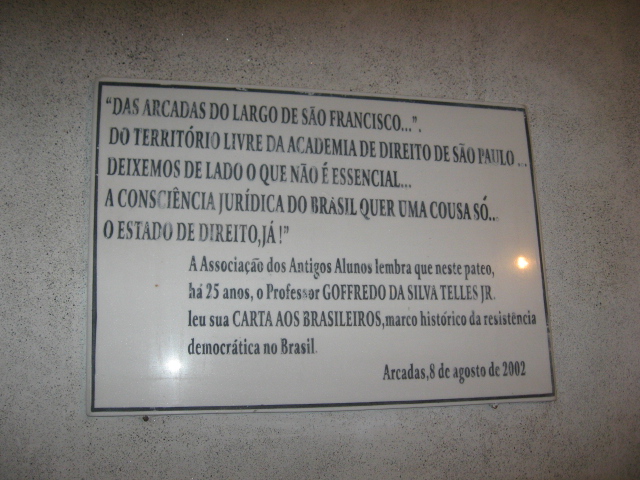 “DAS ARCADAS DO LARGO DE SÃO FRANCISCO...”.
DO TERRITÓRIO LIVRE DA ACADEMIA DE DIREITO DE SÃO PAULO ...
DEIXEMOS DE LADO O QUE NÃO É ESSENCIAL...
A CONSCIÊNCIA JURÍDICA DO BRASIL QUER UMA COUSA SÓ...
O ESTADO DE DIREITO,JÁ !”
A Associação dos Antigos Alunos lembra que neste pateo,
há 25 anos, o Professor GOFFREDO DA SILVA TELLES JR.
leu sua CARTA AOS BRASILEIROS,marco histórico da resistência
democrática no Brasil.
Arcadas,8 de agosto de 2002